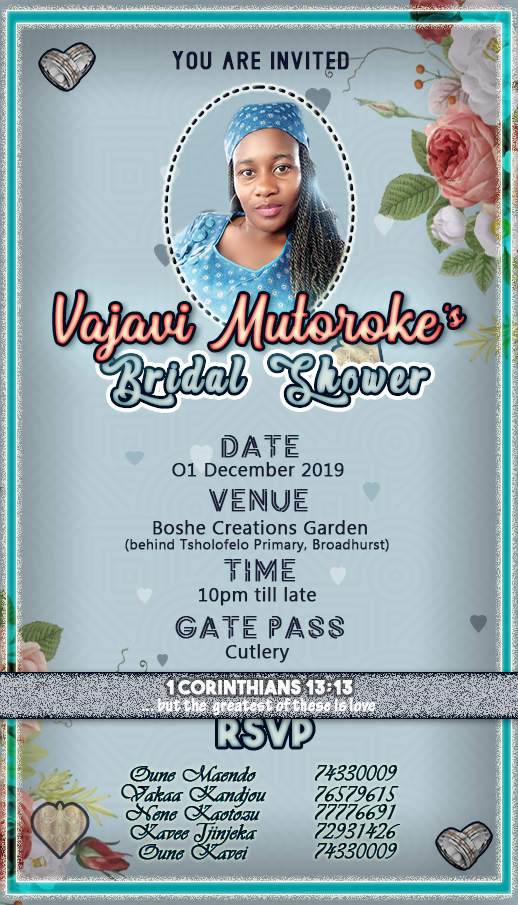 YOU ARE INVITED
Vajavi Mutoroke's
Bridal Shower
DATE
O1 December 2019
VENUE
Boshe Creations Garden
(behind Tsholofelo Primary, Broadhurst)
TIME
10pm till late
GATE PASS
Cutlery
1 CORINTHIANS 13:13
... but the greatest of these is love
RSVP
Oune Maendo 74330009
Vakaa Kandjou 76579615
Nene Kaotozu 77776691
Kavee Tjinjeka 72931426
Oune Kavei 74330009